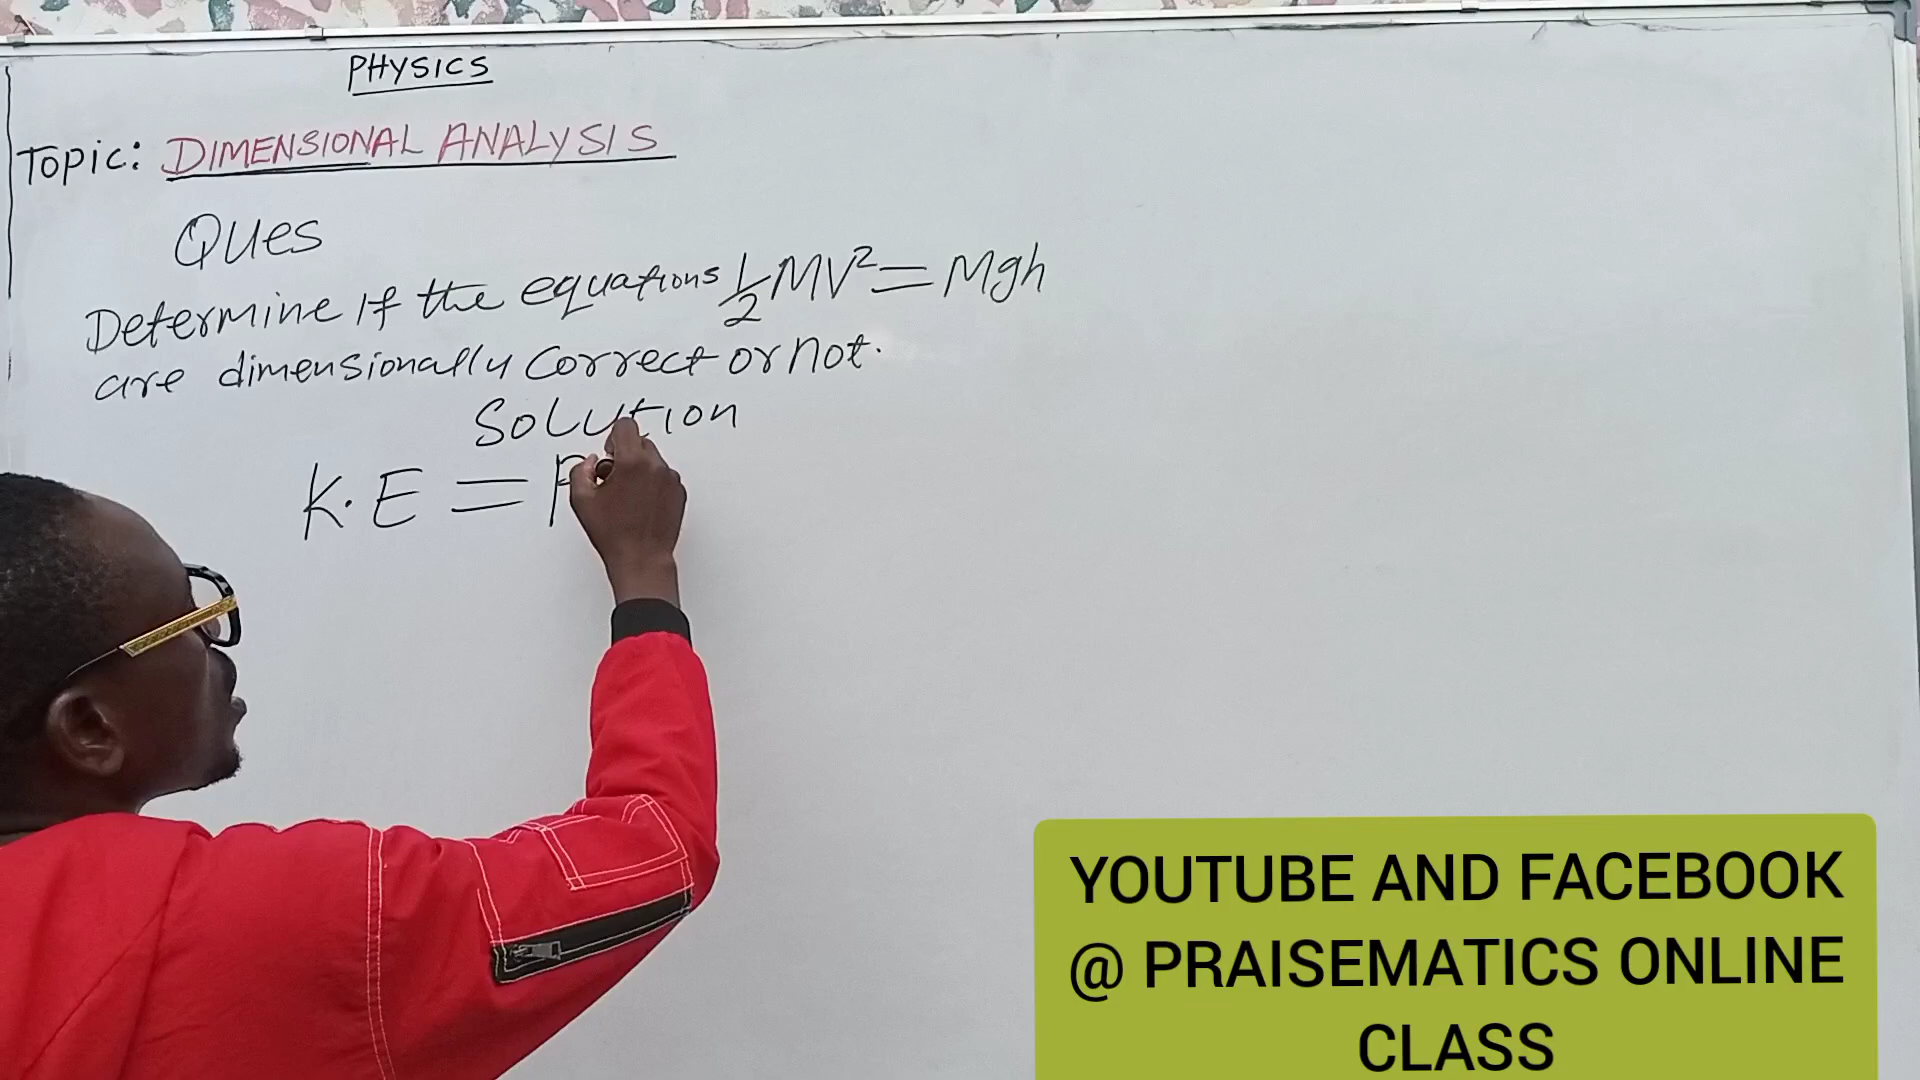 PHYSICS
Topic: DIMENSIONAL ANALYSIS
Ques
Determine If the equations ½MV² = Mgh
are dimensionally correct or not.
Solution
K.E = P
YOUTUBE AND FACEBOOK
@ PRAISEMATICS ONLINE
CLASS